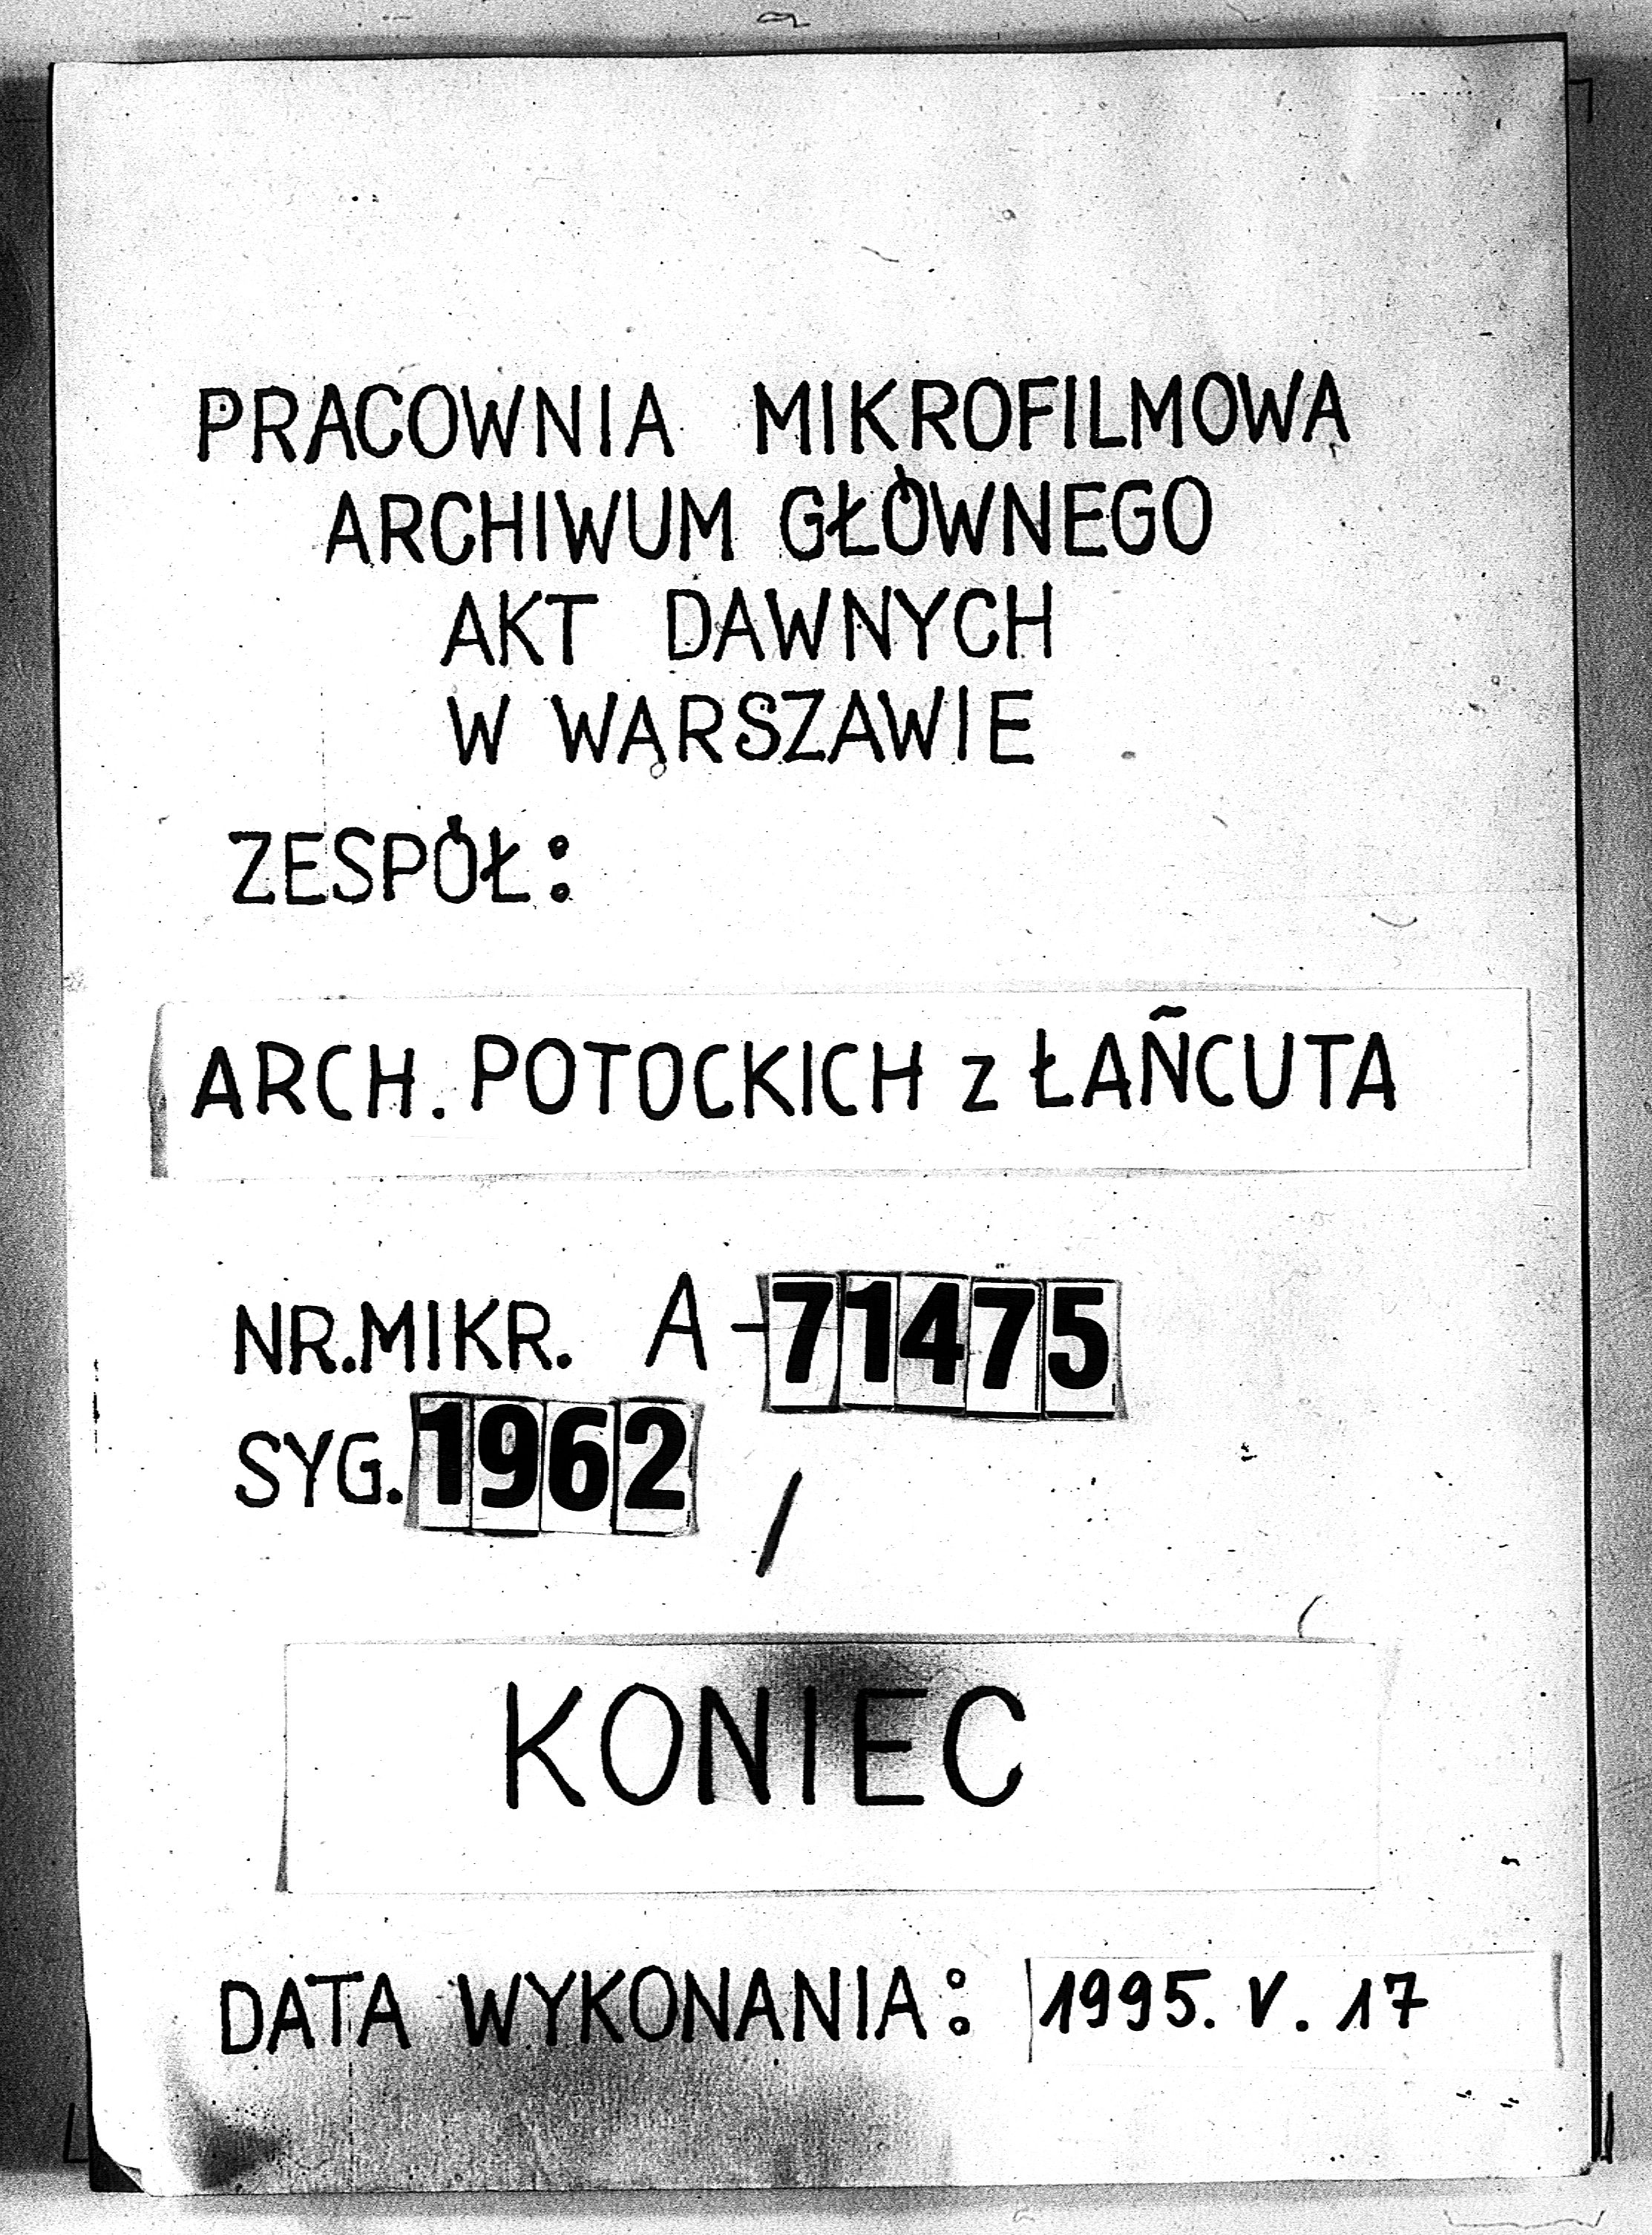 PRACOWNIA MIKROFILMOWA
ARCHIWUM GŁÓWNEGO
AKT DAWNYCH
W WARSZAWIE
ZESPÓŁ:
ARCH. POTOCKICH z ŁAŃCUTA
NR.MIKR. A-71475
SYG. 1962 /
KONIEC
DATA WYKONANIA: 1995. V. 17